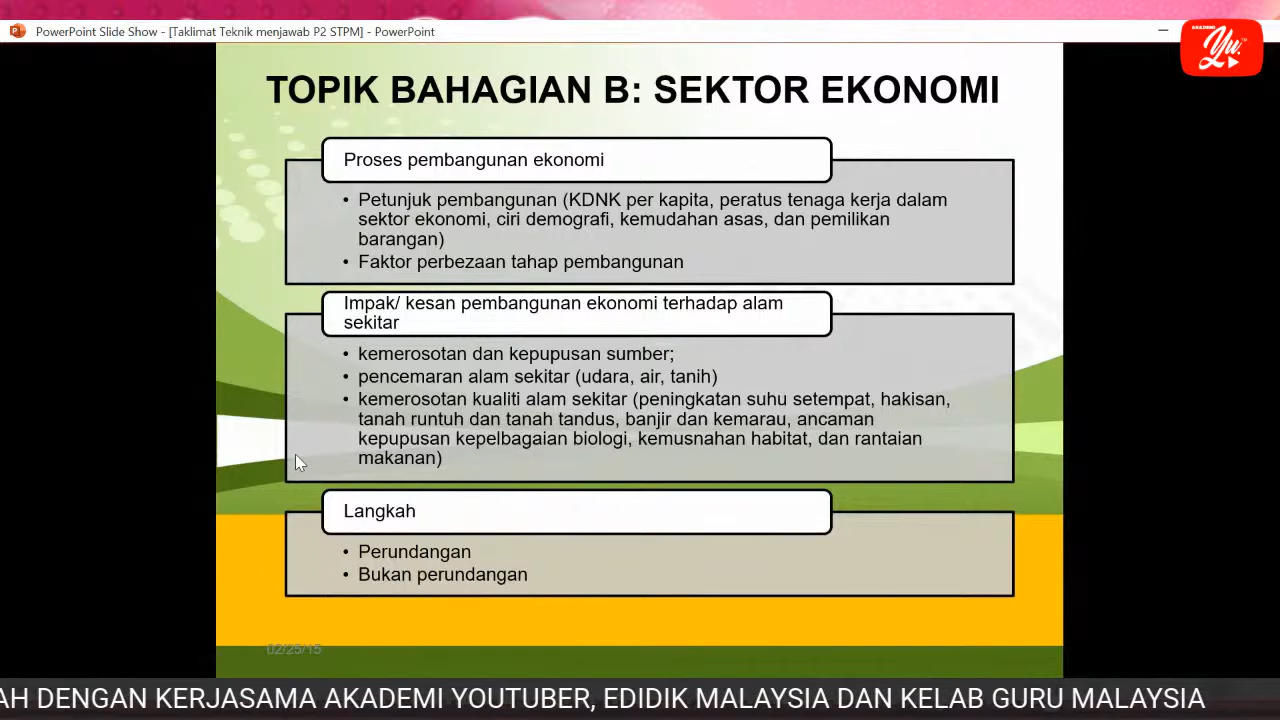 PowerPoint Slide Show - [Taklimat Teknik menjawab P2 STPM] - PowerPoint
AKADEMI
Yu.
TOPIK BAHAGIAN B: SEKTOR EKONOMI
Proses pembangunan ekonomi
• Petunjuk pembangunan (KDNK per kapita, peratus tenaga kerja dalam
sektor ekonomi, ciri demografi, kemudahan asas, dan pemilikan
barangan)
• Faktor perbezaan tahap pembangunan
Impak/ kesan pembangunan ekonomi terhadap alam
sekitar
• kemerosotan dan kepupusan sumber;
• pencemaran alam sekitar (udara, air, tanih)
• kemerosotan kualiti alam sekitar (peningkatan suhu setempat, hakisan,
tanah runtuh dan tanah tandus, banjir dan kemarau, ancaman
kepupusan kepelbagaian biologi, kemusnahan habitat, dan rantaian
makanan)
Langkah
• Perundangan
• Bukan perundangan
02/25/15
AH DENGAN KERJASAMA AKADEMI YOUTUBER, EDIDIK MALAYSIA DAN KELAB GURU MALAYSIA